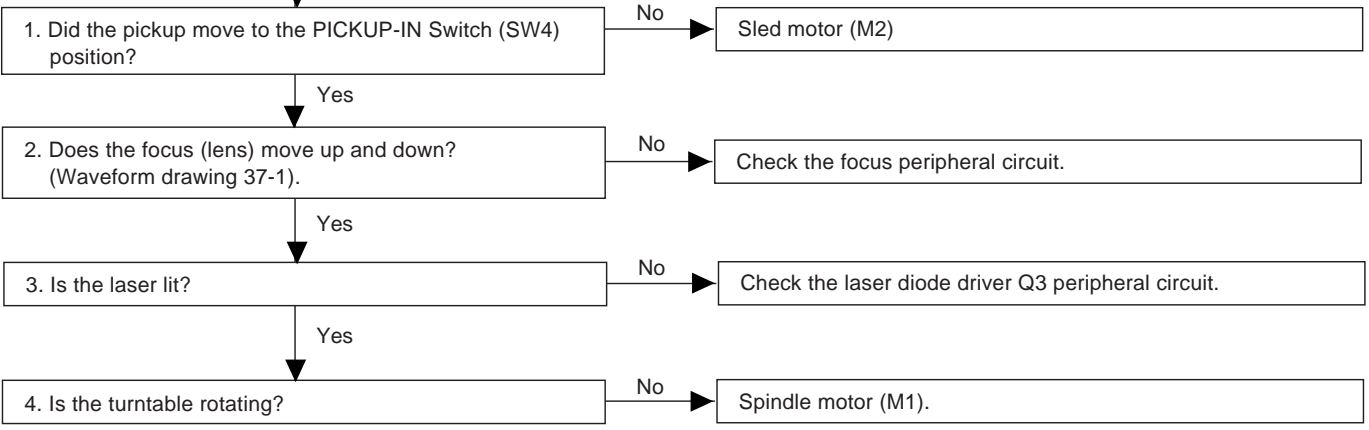 1. Did the pickup move to the PICKUP-IN Switch (SW4)
position?
No
Sled motor (M2)
Yes
2. Does the focus (lens) move up and down?
(Waveform drawing 37-1).
No
Check the focus peripheral circuit.
Yes
3. Is the laser lit?
No
Check the laser diode driver Q3 peripheral circuit.
Yes
4. Is the turntable rotating?
No
Spindle motor (M1).